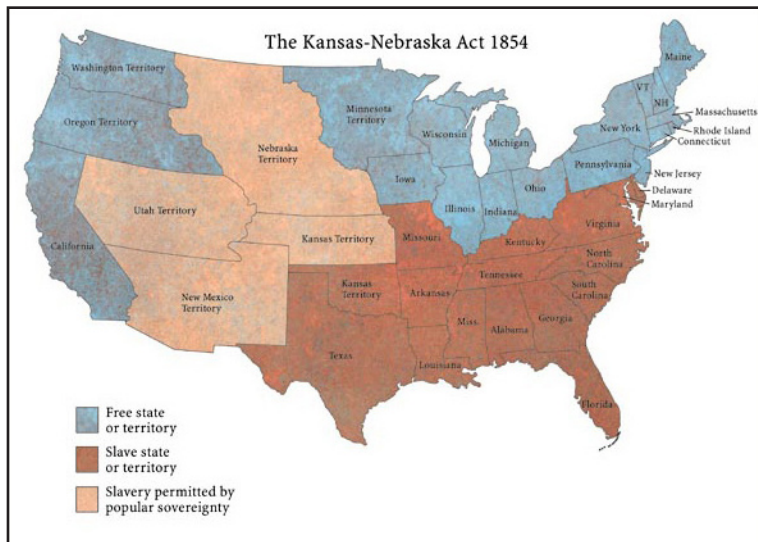 The Kansas-Nebraska Act 1854
Washington Territory
Oregon Territory
California
Utah Territory
New Mexico
Territory
Nebraska
Territory
Kansas Territory
Kansas
Territory
Texas
Minnesota
Territory
Iowa
Missouri
Arkansas
Louisiana
Wisconsin
Illinois
Michigan
Indiana
Ohio
Kentucky
Tennessee
Miss.
Alabama
Georgia
Florida
South
Carolina
North
Carolina
Virginia
Pennsylvania
New York
VT
NH
Maine
Massachusetts
Rhode Island
Connecticut
New Jersey
Delaware
Maryland
Free state
or territory
Slave state
or territory
Slavery permitted by
popular sovereignty